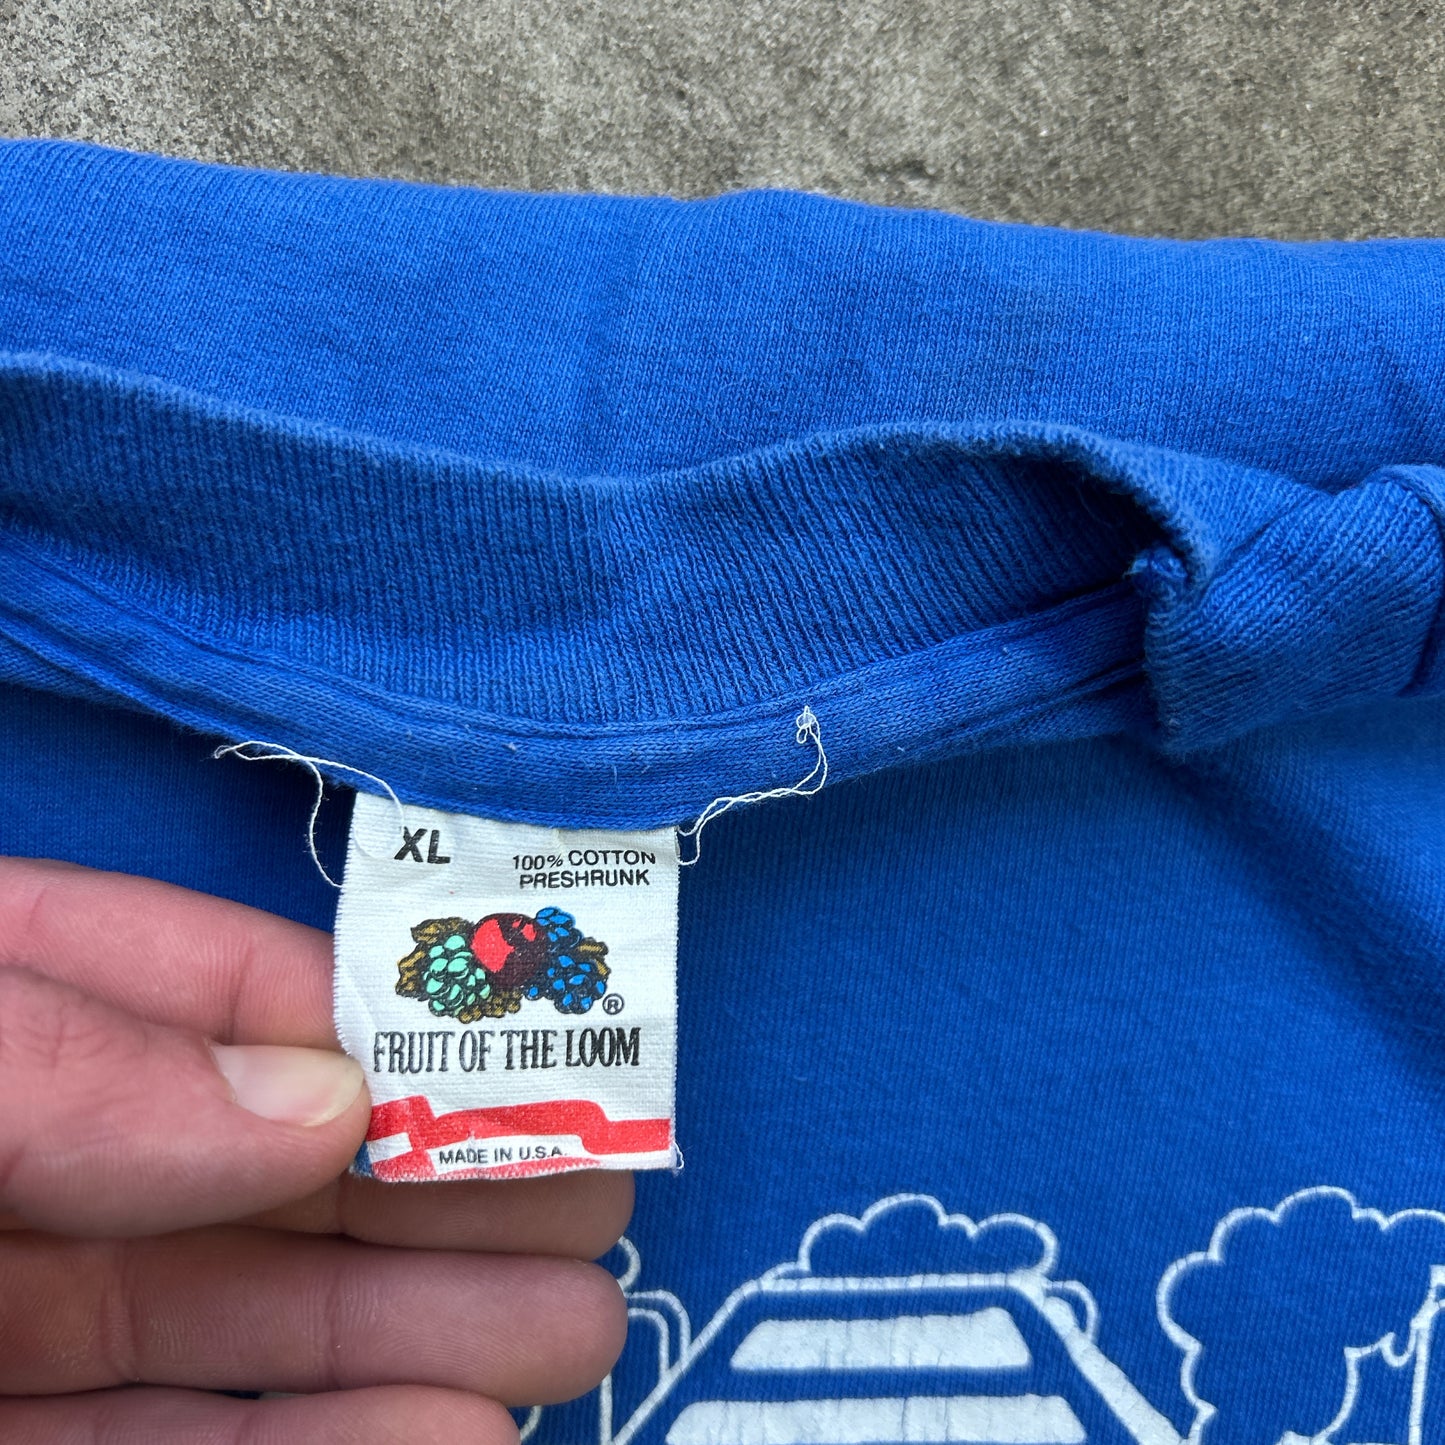 XL
100% COTTON
PRESHRUNK
®
FRUIT OF THE LOOM
MADE IN U.S.A.